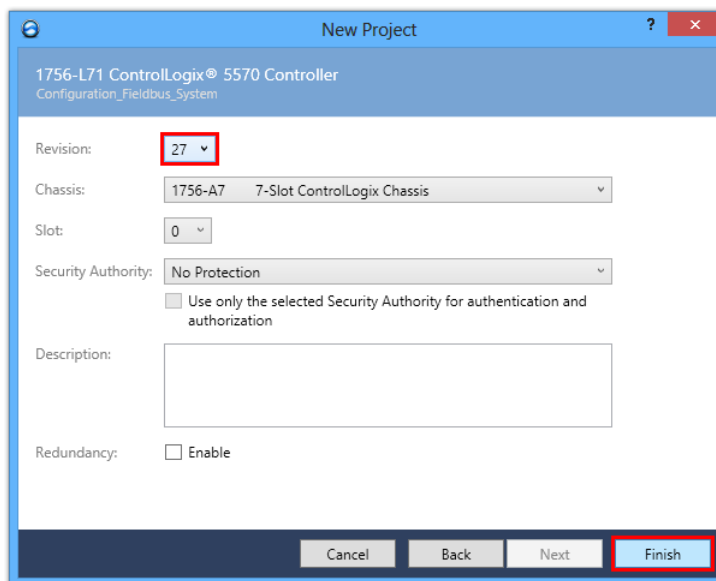 New Project
?
1756-L71 ControlLogix® 5570 Controller
Configuration_Fieldbus_System
Revision: 27
Chassis: 1756-A7 7-Slot ControlLogix Chassis
Slot: 0
Security Authority: No Protection
Use only the selected Security Authority for authentication and
authorization
Description:
Redundancy: Enable
Cancel Back Next Finish